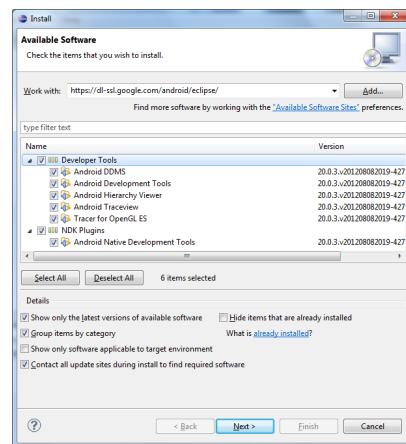 Install
Available Software
Check the items that you wish to install.
Work with: https://dl-ssl.google.com/android/eclipse/ Add...
Find more software by working with the "Available Software Sites" preferences.
type filter text
Name Version
Developer Tools
Android DDMS 20.0.3.v201208082019-427
Android Development Tools 20.0.3.v201208082019-427
Android Hierarchy Viewer 20.0.3.v201208082019-427
Android Traceview 20.0.3.v201208082019-427
Tracer for OpenGL ES 20.0.3.v201208082019-427
NDK Plugins
Android Native Development Tools 20.0.3.v201208082019-427
Select All Deselect All 6 items selected
Details
Show only the latest versions of available software Hide items that are already installed
Group items by category What is already installed?
Show only software applicable to target environment
Contact all update sites during install to find required software
? < Back Next > Finish Cancel